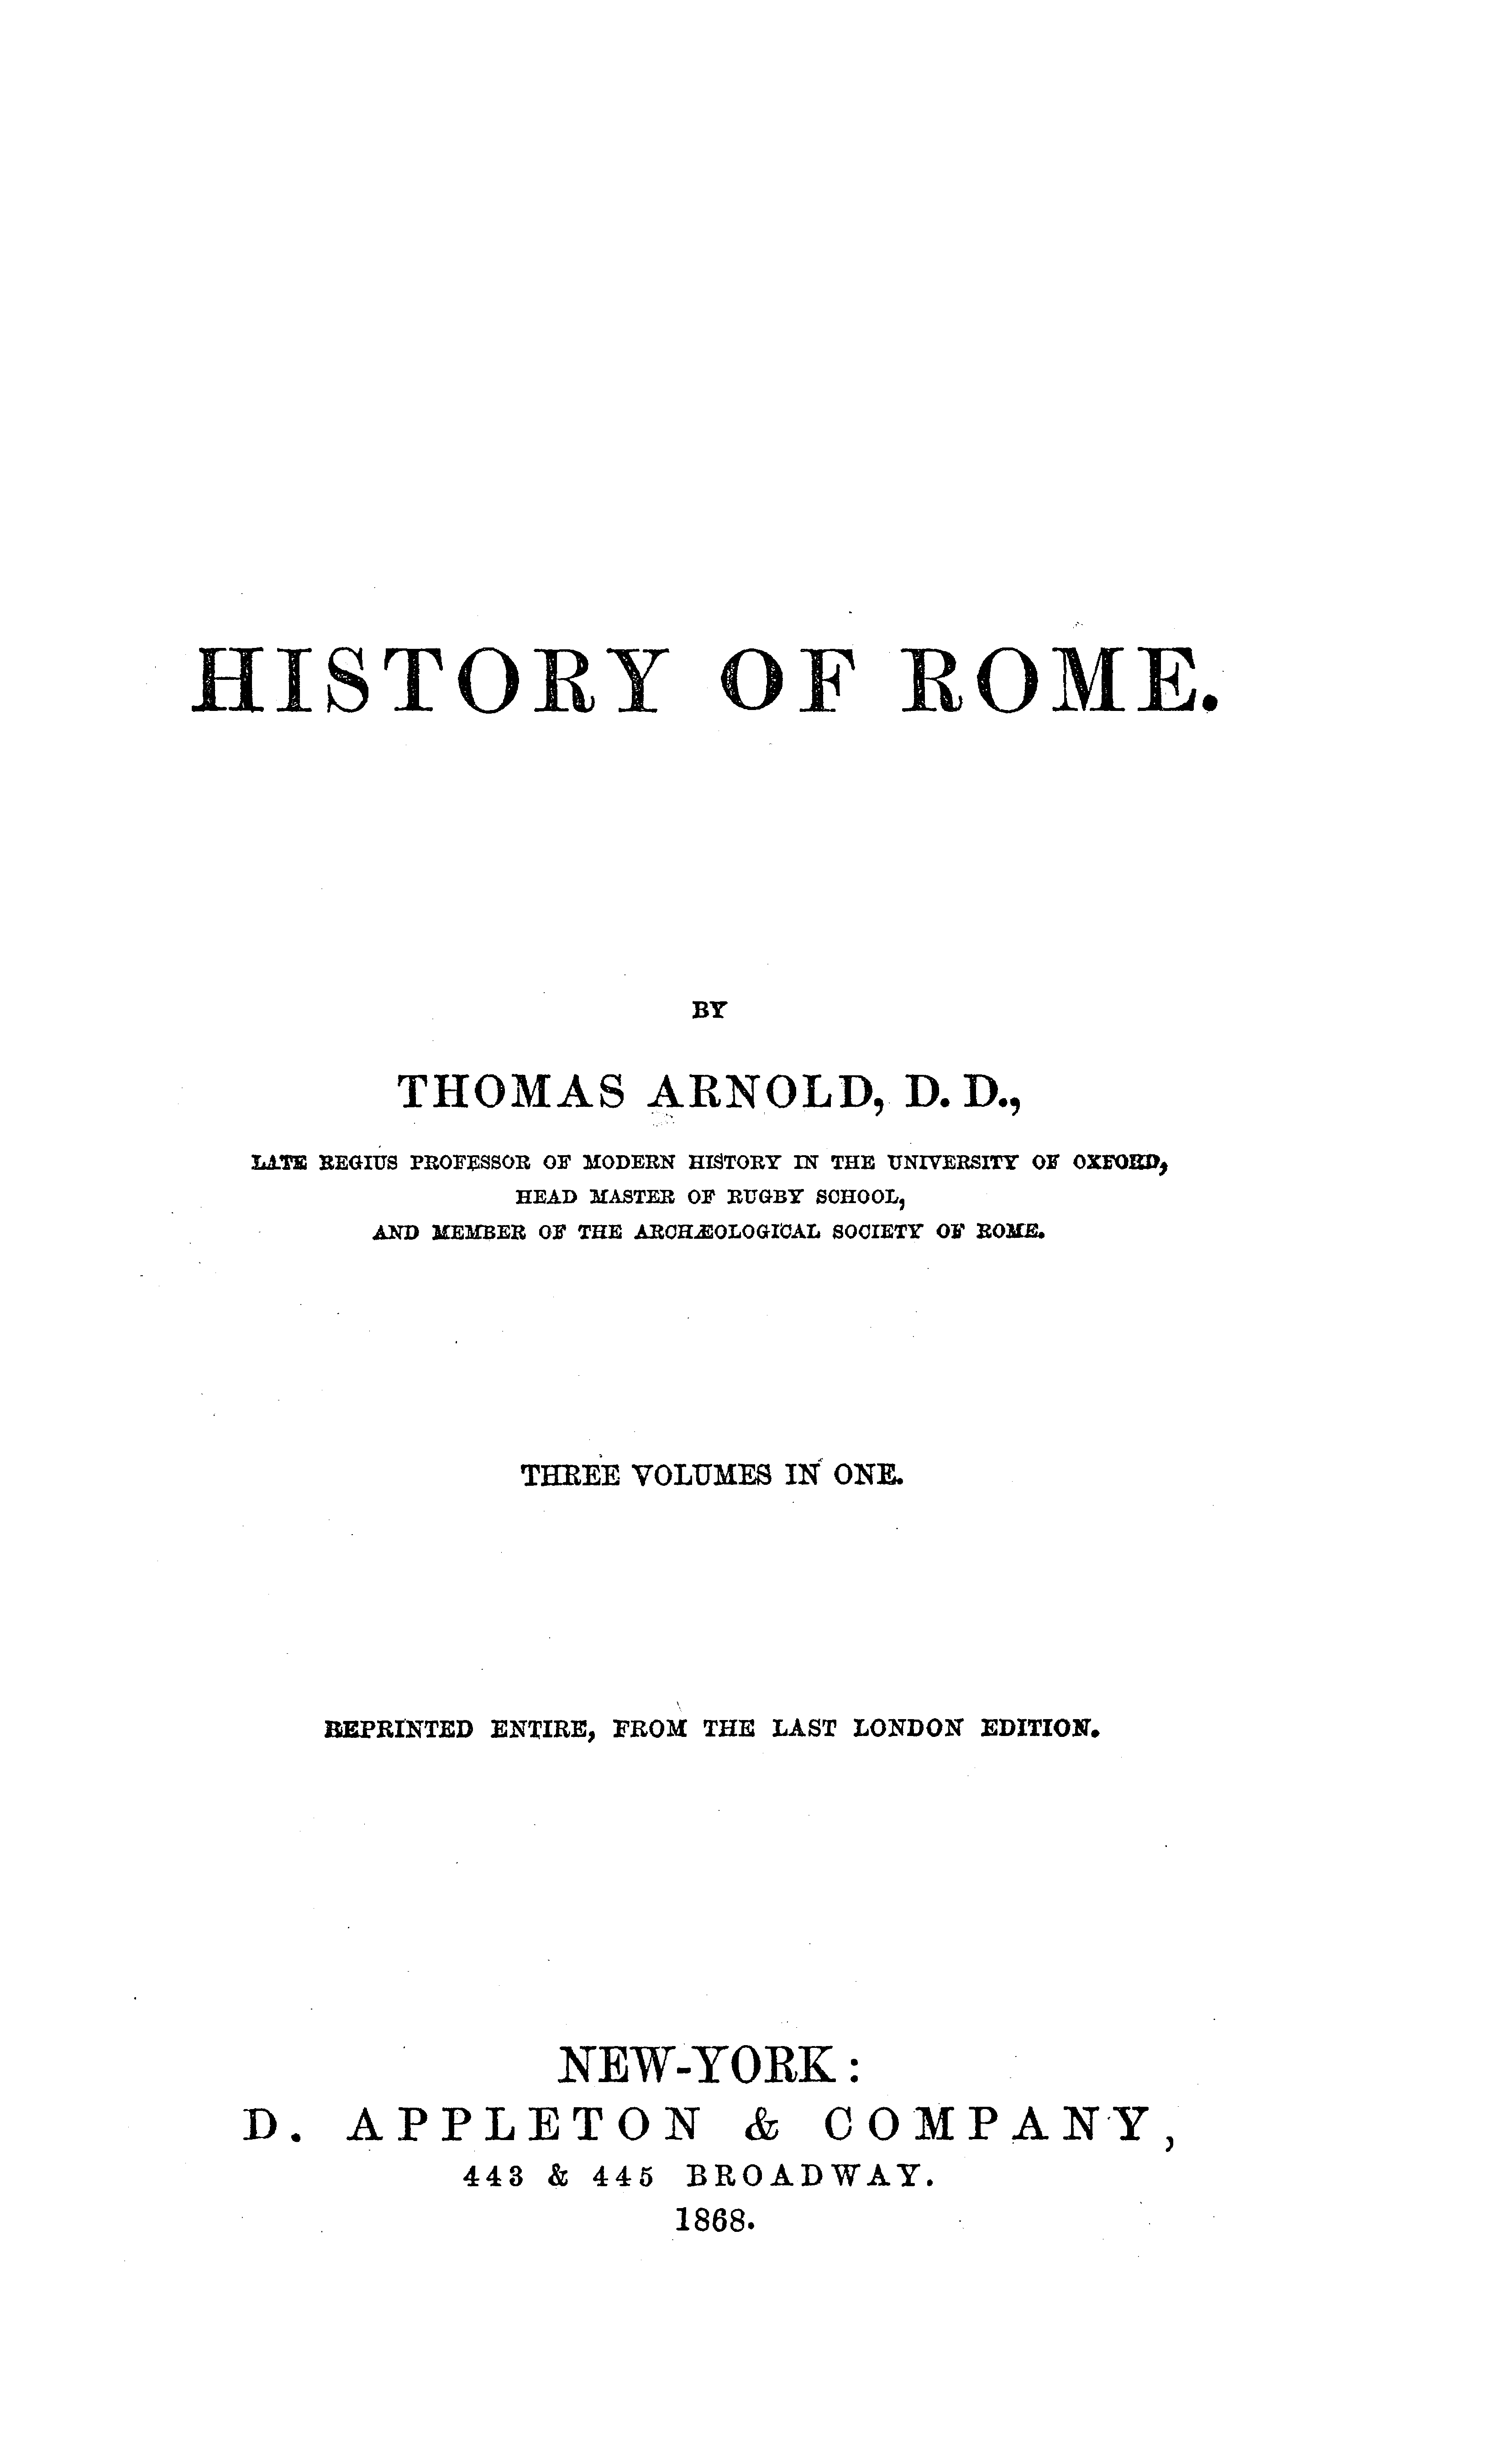 HISTORY OF ROME.
BY
THOMAS ARNOLD, D. D.,
LATE REGIUS PROFESSOR OF MODERN HISTORY IN THE UNIVERSITY OF OXFORD,
HEAD MASTER OF RUGBY SCHOOL,
AND MEMBER OF THE ARCHÆOLOGICAL SOCIETY OF ROME.
THREE VOLUMES IN ONE.
REPRINTED ENTIRE, FROM THE LAST LONDON EDITION.
NEW-YORK:
D. APPLETON & COMPANY,
443 & 445 BROADWAY.
1868.